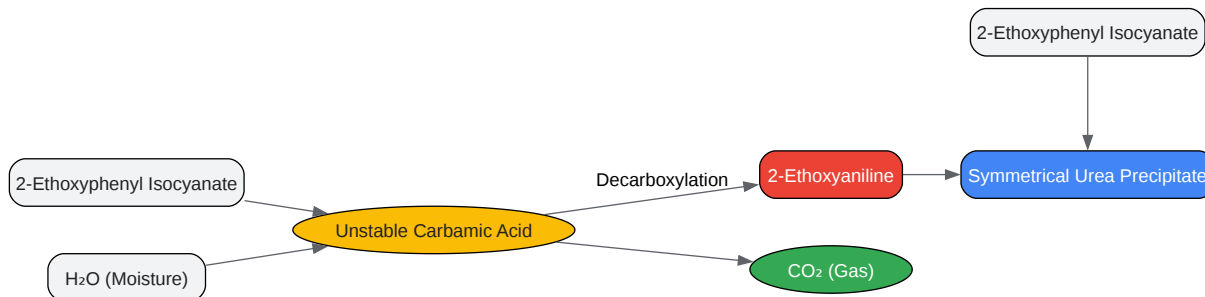 2-Ethoxyphenyl Isocyanate
2-Ethoxyphenyl Isocyanate
H₂O (Moisture)
Unstable Carbamic Acid
Decarboxylation
2-Ethoxyaniline
CO₂ (Gas)
Symmetrical Urea Precipitate